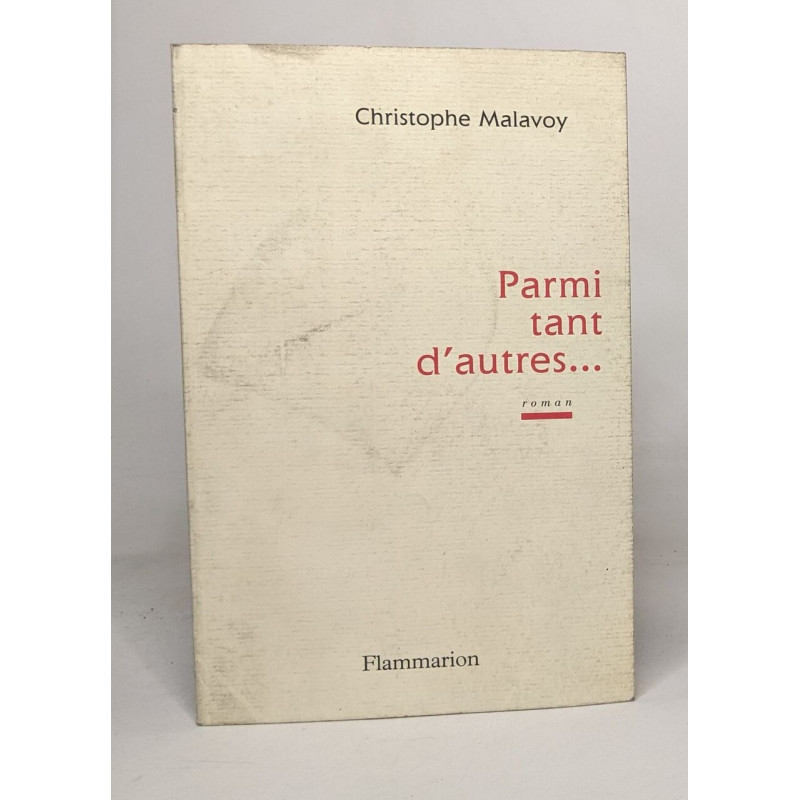 Christophe Malavoy
Parmi
tant
d'autres...
roman
Flammarion